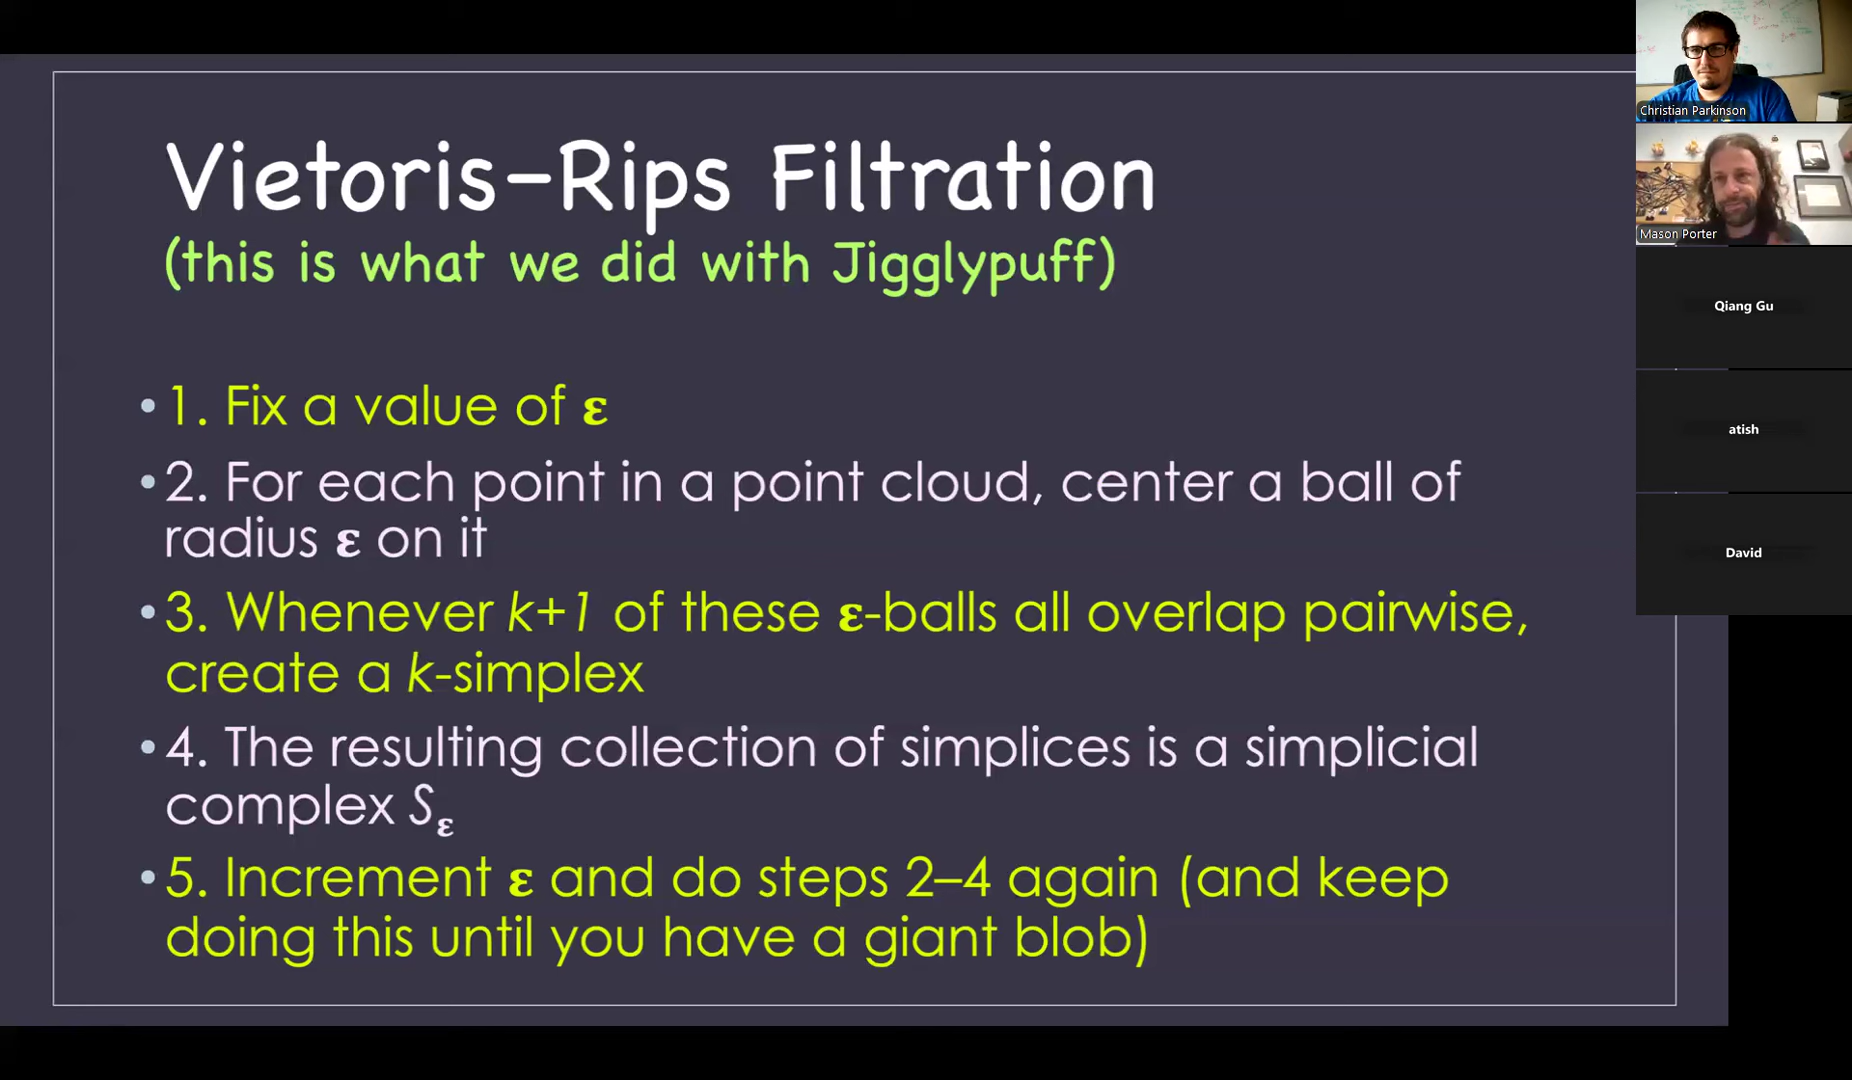 Vietoris–Rips Filtration
(this is what we did with Jigglypuff)
• 1. Fix a value of ε
• 2. For each point in a point cloud, center a ball of
radius ε on it
• 3. Whenever k+1 of these ε-balls all overlap pairwise,
create a k-simplex
• 4. The resulting collection of simplices is a simplicial
complex Sε
• 5. Increment ε and do steps 2–4 again (and keep
doing this until you have a giant blob)
Christian Parkinson
Mason Porter
Qiang Gu
atish
David